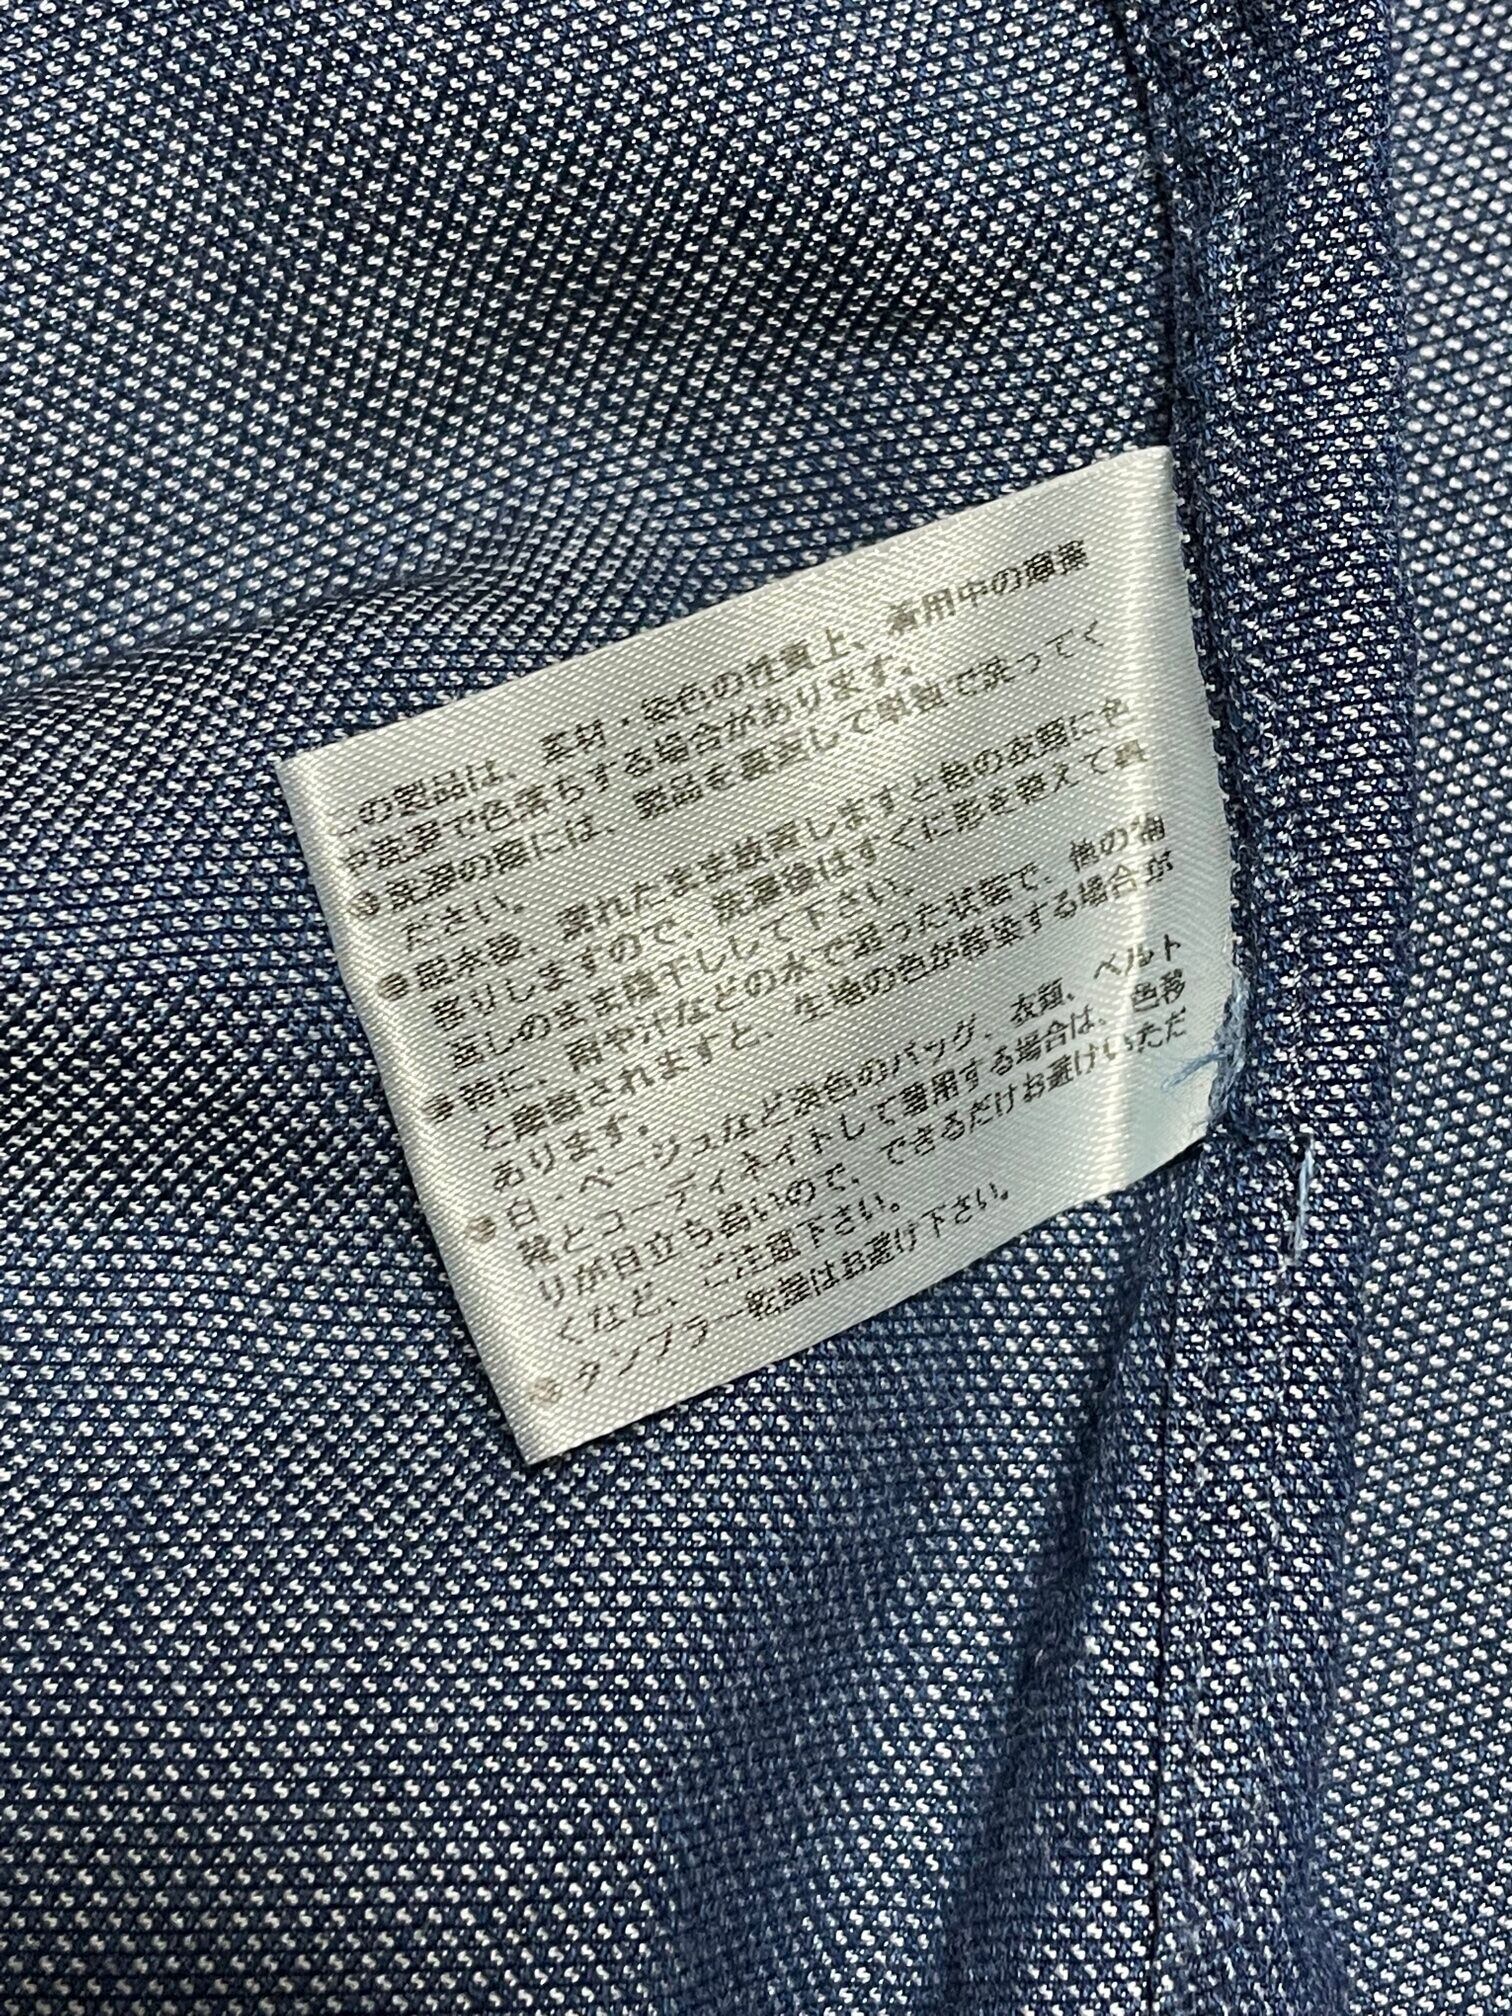 この製品は、素材・染色の性質上、着用中の摩擦
や洗濯で色落ちする場合があります。
●洗濯の際には、製品を裏返して単独で洗ってく
ださい。
●脱水後、濡れたまま放置しますと他の衣類に色
移りしますので、洗濯後はすぐに形を整えて裏
返しのまま陰干しして下さい。
●特に、雨や汗などの水で湿った状態で、他の物
と摩擦されますと、生地の色が移染する場合が
あります。
●白・ベージュなど淡色のバッグ、衣類、ベルト
類とコーディネイトして着用する場合は、色移
りが目立ち易いので、できるだけお避けいただ
くなど、ご注意下さい。
●タンブラー乾燥はお避け下さい。